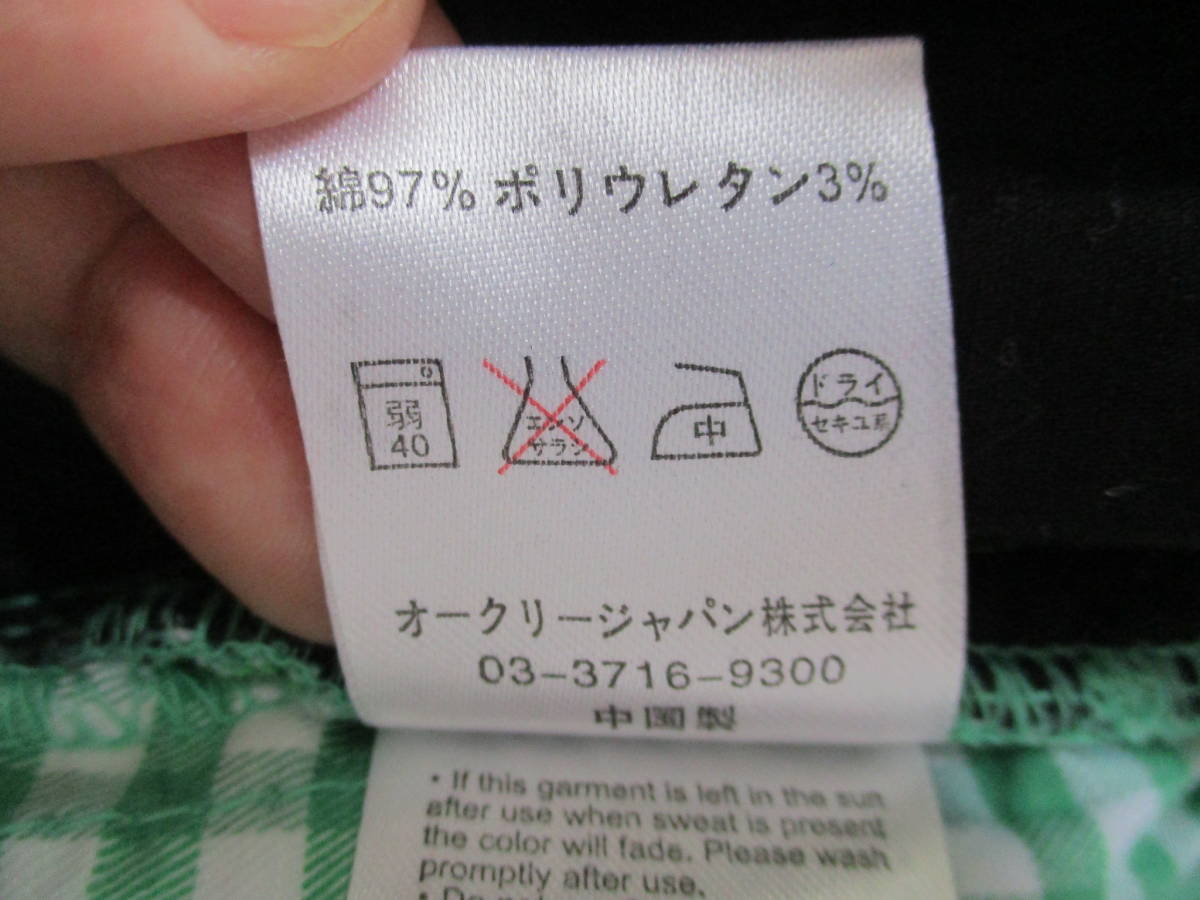 綿97% ポリウレタン3%
弱
40
エンソ
サラシ
中
ドライ
セキユ系
オークリージャパン株式会社
03-3716-9300
中国製
• If this garment is left in the sun
after use when sweat is present
the color will fade. Please wash
promptly after use.